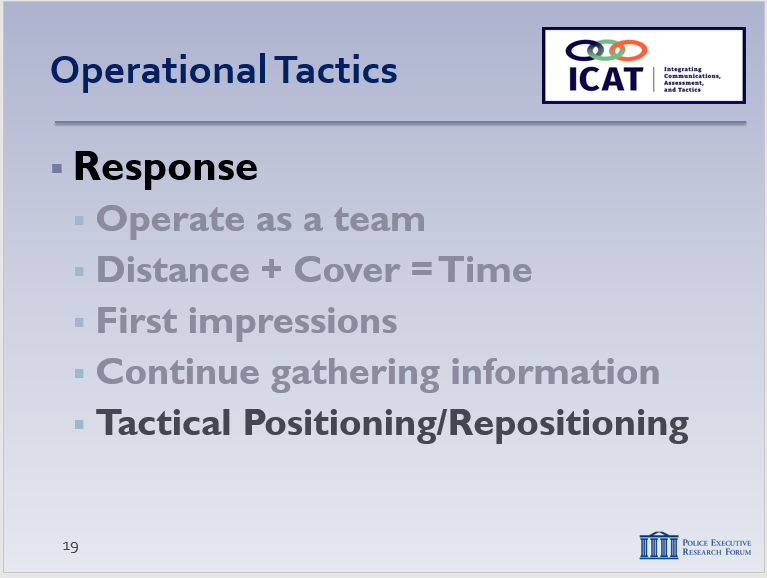 Operational Tactics
ICAT
Integrating
Communications,
Assessment,
and Tactics
Response
Operate as a team
Distance + Cover = Time
First impressions
Continue gathering information
Tactical Positioning/Repositioning
19
Police Executive
Research Forum